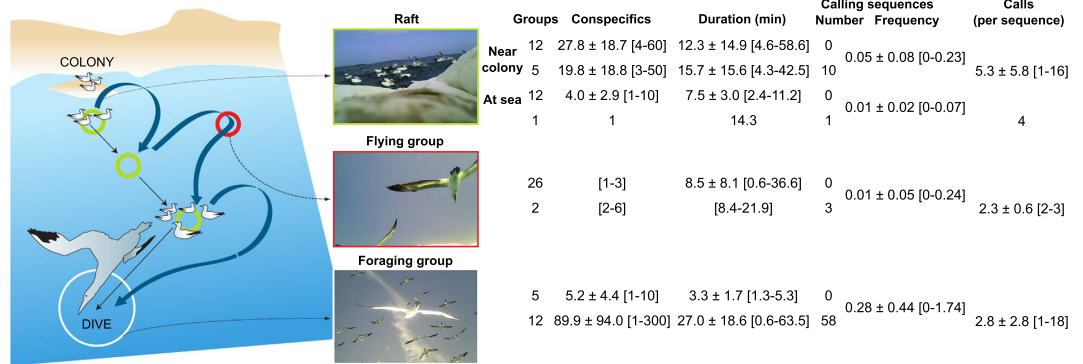 COLONY
DIVE
Raft
Flying group
Foraging group
Groups Conspecifics Duration (min) Calling sequences Calls
Number Frequency (per sequence)
Near colony 12 27.8 ± 18.7 [4-60] 12.3 ± 14.9 [4.6-58.6] 0 0.05 ± 0.08 [0-0.23]
5 19.8 ± 18.8 [3-50] 15.7 ± 15.6 [4.3-42.5] 10 5.3 ± 5.8 [1-16]
At sea 12 4.0 ± 2.9 [1-10] 7.5 ± 3.0 [2.4-11.2] 0 0.01 ± 0.02 [0-0.07]
1 1 14.3 1 4
26 [1-3] 8.5 ± 8.1 [0.6-36.6] 0 0.01 ± 0.05 [0-0.24]
2 [2-6] [8.4-21.9] 3 2.3 ± 0.6 [2-3]
5 5.2 ± 4.4 [1-10] 3.3 ± 1.7 [1.3-5.3] 0 0.28 ± 0.44 [0-1.74]
12 89.9 ± 94.0 [1-300] 27.0 ± 18.6 [0.6-63.5] 58 2.8 ± 2.8 [1-18]